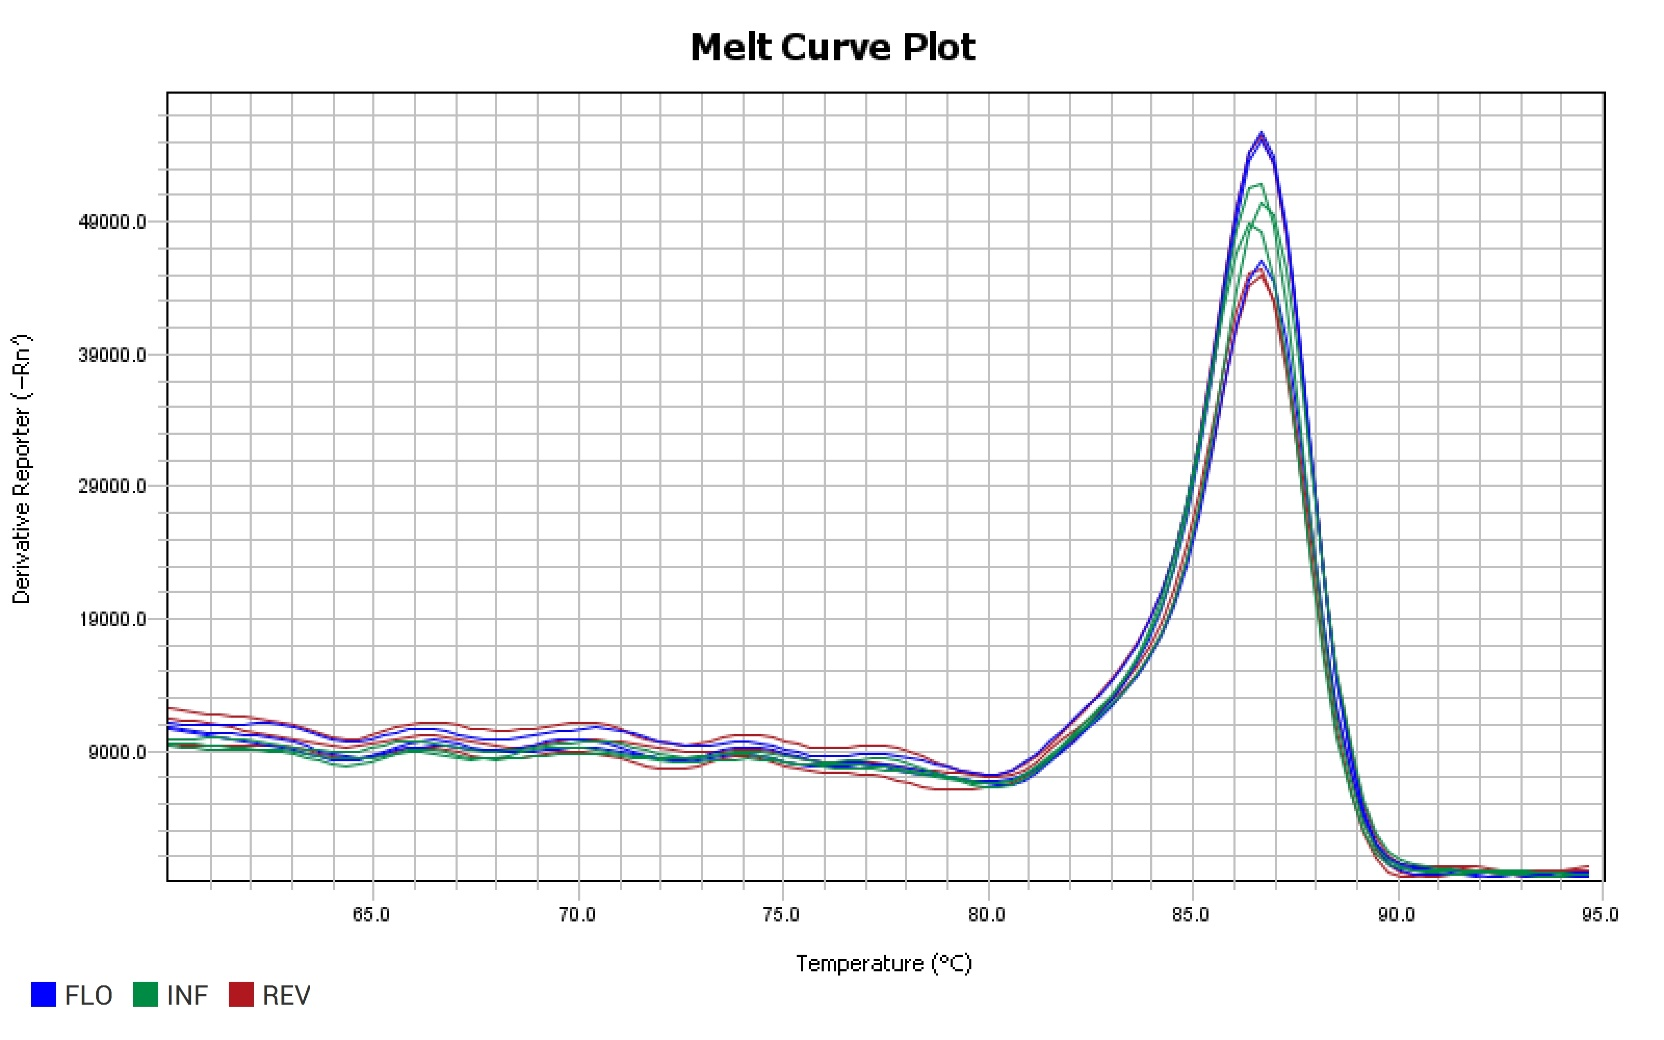 Melt Curve Plot
Derivative Reporter (-Rn')
49000.0
39000.0
29000.0
19000.0
9000.0
65.0 70.0 75.0 80.0 85.0 90.0 95.0
Temperature (°C)
FLO INF REV